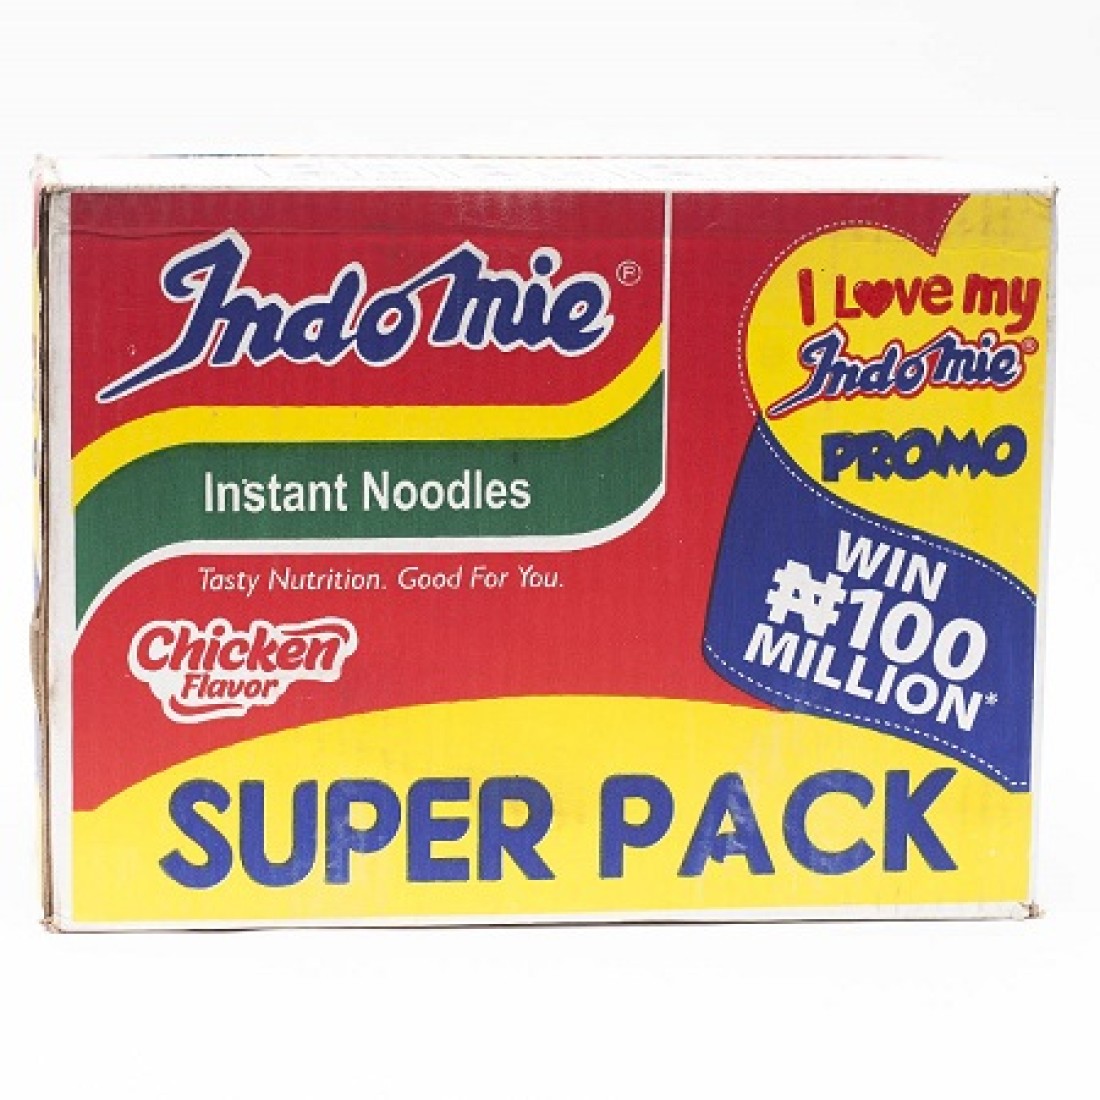 Indomie®
Instant Noodles
Tasty Nutrition. Good For You.
Chicken
Flavor
SUPER PACK
I LOVE my
Indomie®
PROMO
WIN
₦100
MILLION*